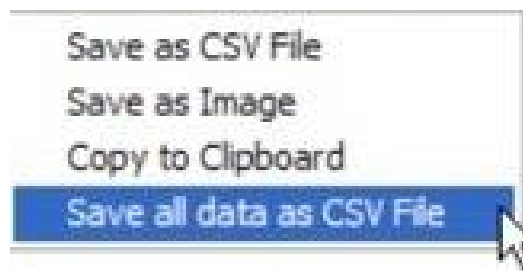 Save as CSV File
Save as Image
Copy to Clipboard
Save all data as CSV File